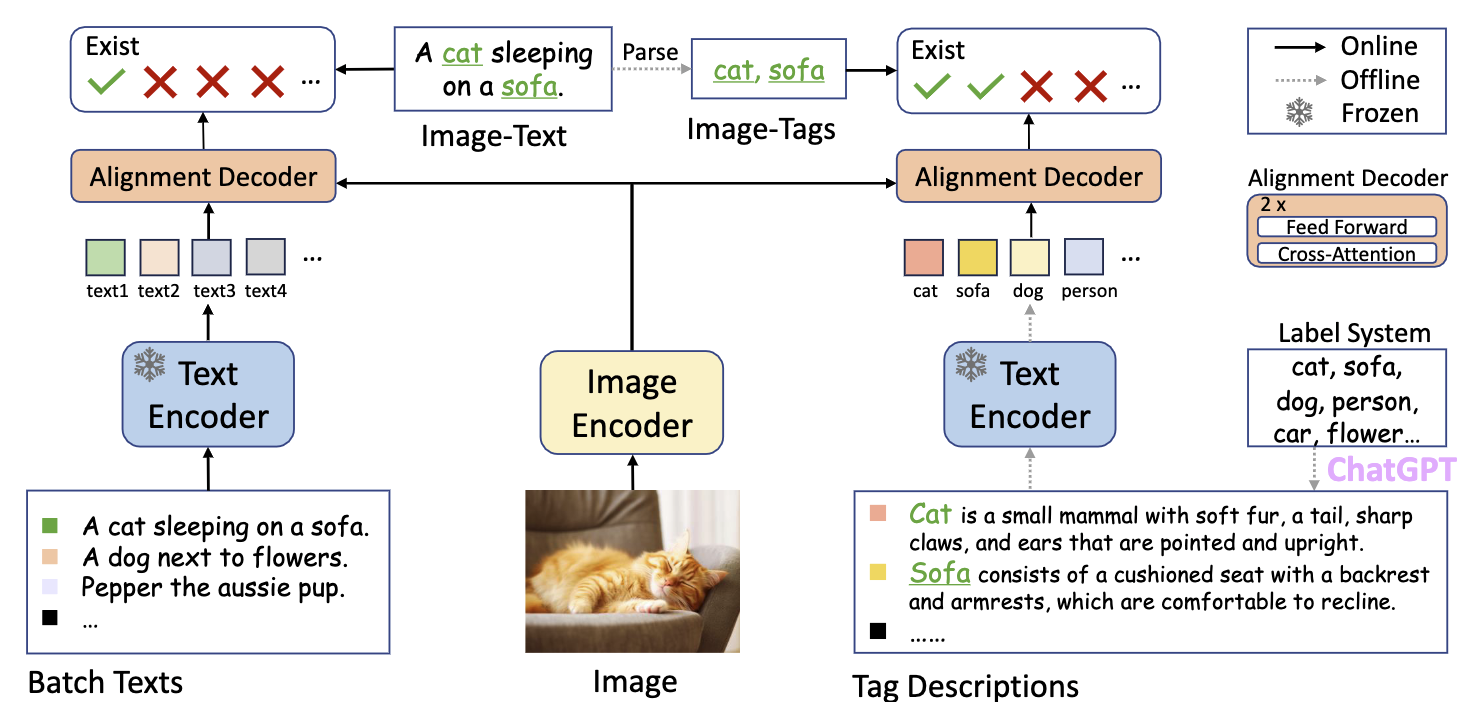 Exist
...
A cat sleeping
on a sofa.
Image-Text
Parse
cat, sofa
Image-Tags
Exist
...
Online
Offline
Frozen
Alignment Decoder
Alignment Decoder
Alignment Decoder
2 x
Feed Forward
Cross-Attention
...
text1 text2 text3 text4
...
cat sofa dog person
Text
Encoder
Image
Encoder
Text
Encoder
Label System
cat, sofa,
dog, person,
car, flower...
ChatGPT
A cat sleeping on a sofa.
A dog next to flowers.
Pepper the aussie pup.
...
Batch Texts
Image
Cat is a small mammal with soft fur, a tail, sharp
claws, and ears that are pointed and upright.
Sofa consists of a cushioned seat with a backrest
and armrests, which are comfortable to recline.
......
Tag Descriptions